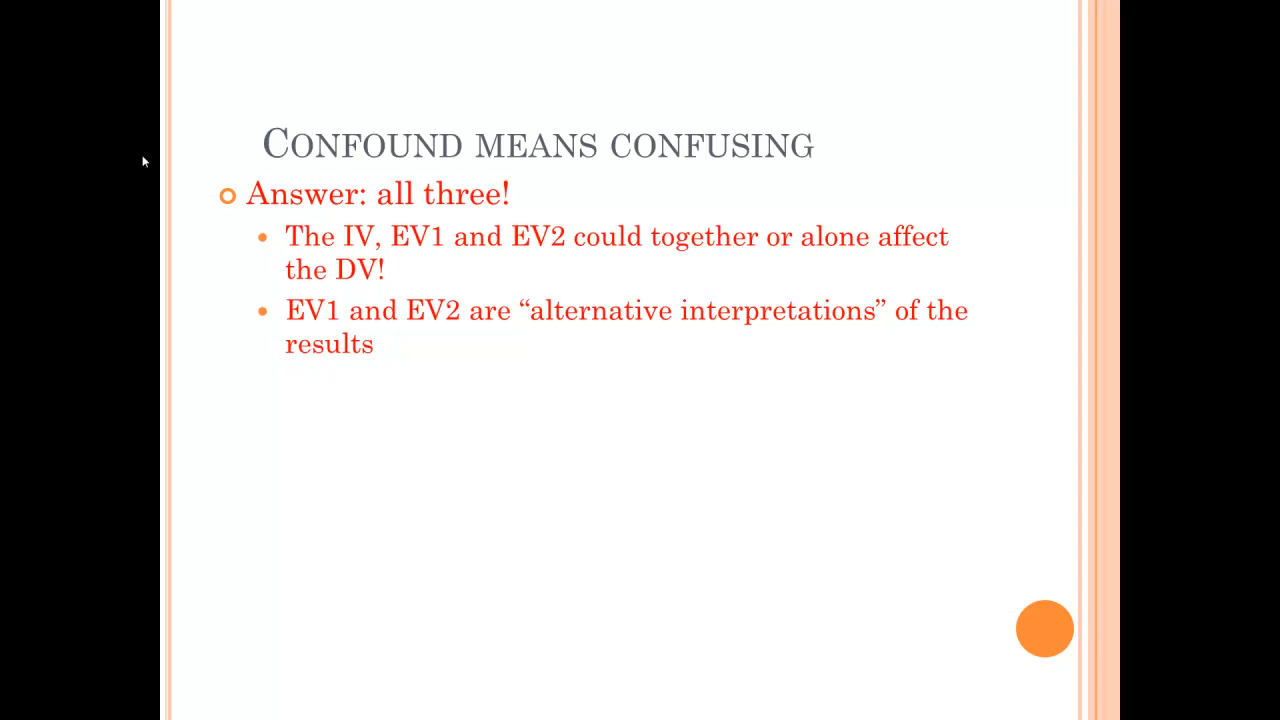 Confound means confusing
Answer: all three!
The IV, EV1 and EV2 could together or alone affect
the DV!
EV1 and EV2 are “alternative interpretations” of the
results